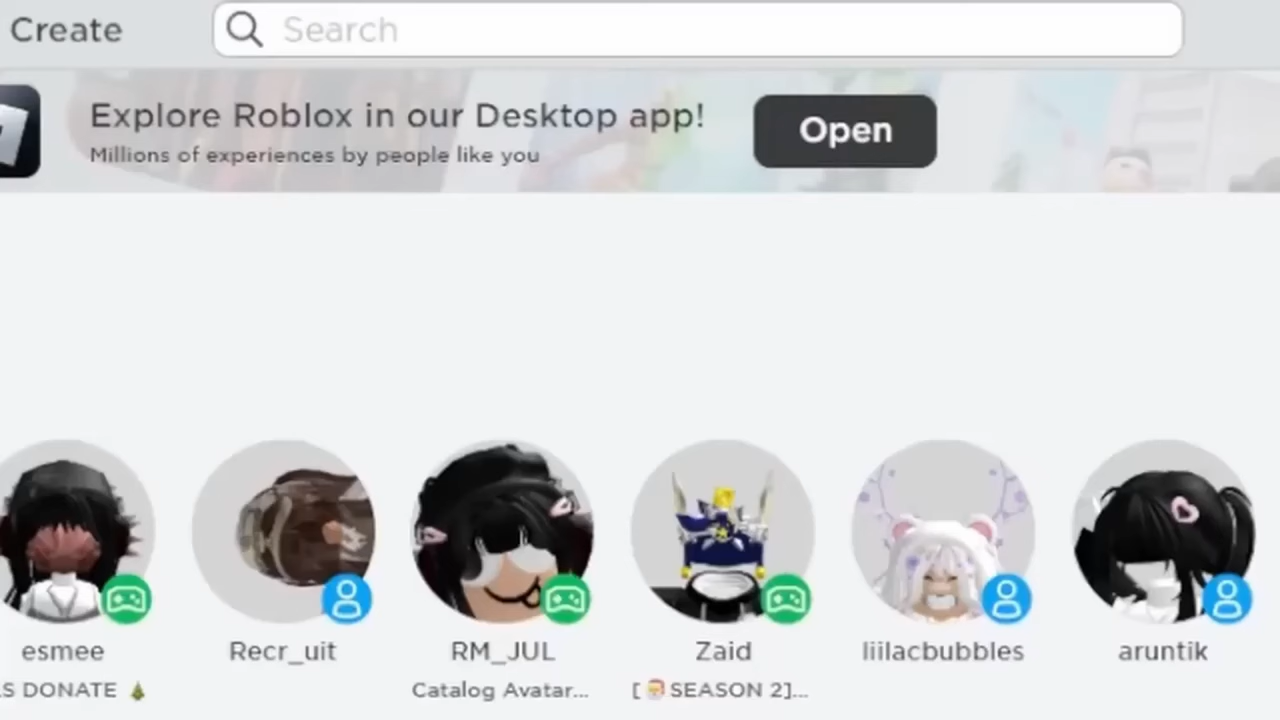 Create
Search
Explore Roblox in our Desktop app!
Millions of experiences by people like you
Open
esmee
Recr_uit
RM_JUL
Zaid
liilacbubbles
aruntik
S DONATE 🎄
Catalog Avatar...
[🎅SEASON 2]...